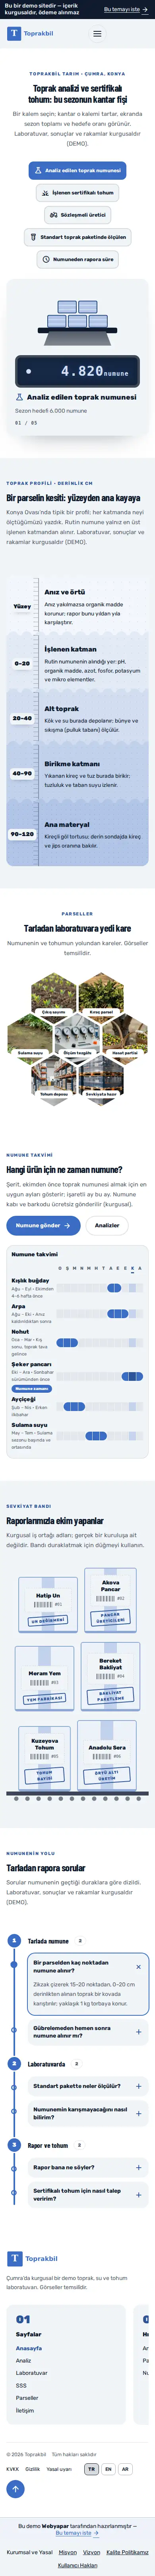 Bu bir demo sitedir — içerik
kurgusaldır, ödeme alınmaz
Bu temayı iste →
T Toprakbil
TOPRAKBİL TARIM · ÇUMRA, KONYA
Toprak analizi ve sertifikalı
tohum: bu sezonun kantar fişi
Bir kalem seçin; kantar o kalemi tartar, ekranda
sezon toplamı ve hedefe oranı görünür.
Laboratuvar, sonuçlar ve rakamlar kurgusaldır
(DEMO).
Analiz edilen toprak numunesi
İşlenen sertifikalı tohum
Sözleşmeli üretici
Standart toprak paketinde ölçülen
Numuneden rapora süre
4.820 numune
Analiz edilen toprak numunesi
Sezon hedefi 6.000 numune
01 / 05
TOPRAK PROFİLİ · DERİNLİK CM
Bir parselin kesiti: yüzeyden ana kayaya
Konya Ovası'nda tipik bir profil; her katmanda neyi
ölçtüğümüzü yazdık. Rutin numune yalnızca en üst
katmandan alınır. Laboratuvar, sonuçlar ve rakamlar
kurgusaldır (DEMO).
Yüzey
Anız ve örtü
Anız yakılmazsa organik madde
korunur; rapor bunu yıldan yıla
karşılaştırır.
0–20
İşlenen katman
Rutin numunenin alındığı yer: pH,
organik madde, azot, fosfor, potasyum
ve mikro elementler.
20–40
Alt toprak
Kök ve su burada depolanır; bünye ve
sıkışma (pulluk tabanı) ölçülür.
40–90
Birikme katmanı
Yıkanan kireç ve tuz burada birikir;
tuzluluk ve taban suyu izlenir.
90–120
Ana materyal
Kireçli göl tortusu; derin sondajda kireç
ve jips oranına bakılır.
PARSELLER
Tarladan laboratuvara yedi kare
Numunenin ve tohumun yolundan kareler. Görseller
temsilidir.
Çıkış sayımı
Kıraç parsel
Sulama suyu
Ölçüm tezgâhı
Hasat partisi
Tohum deposu
Sevkiyata hazır
NUMUNE TAKVİMİ
Hangi ürün için ne zaman numune?
Şerit, ekimden önce numunenin alınması gereken
ayları gösterir. İçinde bulunduğumuz ay işaretli. Numune
kabı ve barkodu ücretsiz gönderilir (kurgusal).
Numune gönder →
Analizler
Numune takvimi
O Ş M N M H T A E E K A
Kışlık buğday
Ağu – Eyl · Ekimden
4–6 hafta önce
Arpa
Ağu – Eki · Anız
kaldırıldıktan sonra
Nohut
Oca – Mar · Kış
sonu, toprak tava
gelince
Şeker pancarı
Eki – Ara · Sonbahar
sürümünden önce
Numune zamanı
Ayçiçeği
Şub – Nis · Erken
ilkbahar
Sulama suyu
May – Tem · Sulama
sezonu başında ve
ortasında
SEVKİYAT BANDI
Raporlarımızla ekim yapanlar
Kurgusal iş ortağı adları; gerçek bir kuruluşa ait
değildir. Bandı duraklatmak için düğmeyi kullanın.
Hatip Un
#01
UN DEĞİRMENİ
Akova
Pancar
#02
PANCAR
ÜRETİCİLERİ
Meram Yem
#03
YEM FABRİKASI
Bereket
Bakliyat
#04
BAKLİYAT
PAKETLEME
Kuzeyova
Tohum
#05
TOHUM
BAYİSİ
Anadolu Sera
#06
ÖRTÜ ALTI
ÜRETİM
NUMUNENİN YOLU
Tarladan rapora sorular
Sorular numunenin geçtiği duraklara göre dizildi.
Laboratuvar, sonuçlar ve rakamlar kurgusaldır
(DEMO).
1 Tarlada numune 2
Bir parselden kaç noktadan
numune alınır?
Zikzak çizerek 15–20 noktadan, 0–20 cm
derinlikten alınan toprak bir kovada
karıştırılır; yaklaşık 1 kg torbaya konur.
Gübrelemeden hemen sonra
numune alınır mı?
2 Laboratuvarda 2
Standart pakette neler ölçülür?
Numunemin karışmayacağını nasıl
bilirim?
3 Rapor ve tohum 2
Rapor bana ne söyler?
Sertifikalı tohum için nasıl talep
veririm?
T Toprakbil
Kurgusal bir laboratuvar demo toprak, su ve tohum
laboratuvarı. Görseller temsilidir.
01
Sayfalar
Anasayfa
Analiz
Laboratuvar
SSS
Parseller
İletişim
© 2026 Toprakbil Tüm hakları saklıdır
KVKK Gizlilik Yasal uyarı
TR EN AR
Bu demo Webyapar tarafından hazırlanmıştır —
Bu temayı iste →
Kurumsal ve Yasal Misyon Vizyon Kalite Politikamız
Kullanıcı Hakları